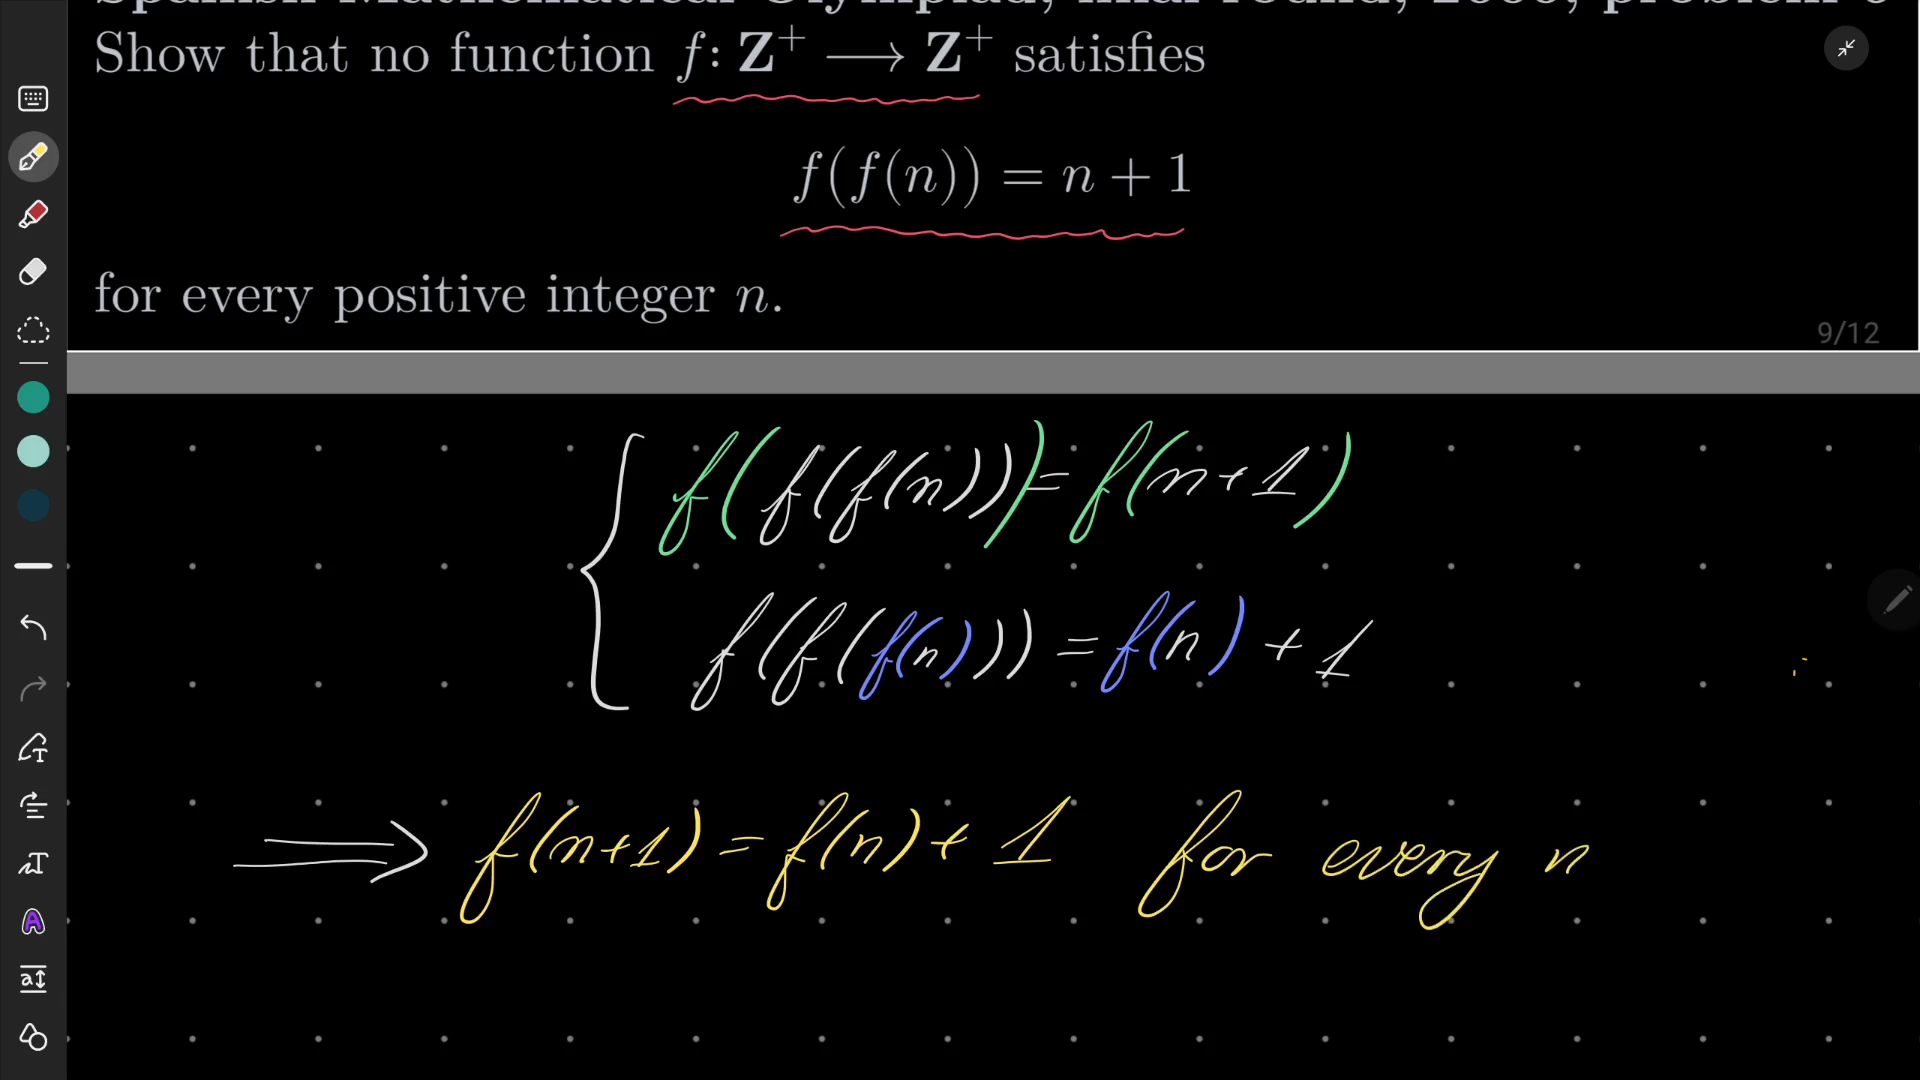 Show that no function f: Z⁺ ⟶ Z⁺ satisfies
f(f(n)) = n + 1
for every positive integer n.
9/12
f(f(f(n))) = f(n+1)
f(f(f(n))) = f(n) + 1
⟹ f(n+1) = f(n) + 1 for every n